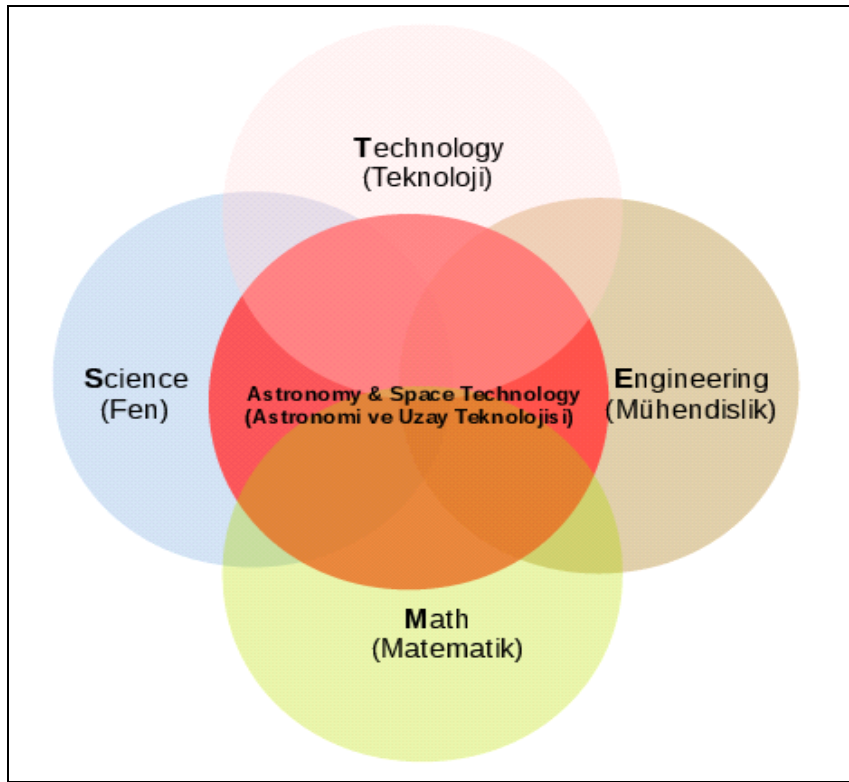 Technology
(Teknoloji)
Science
(Fen)
Astronomy & Space Technology
(Astronomi ve Uzay Teknolojisi)
Engineering
(Mühendislik)
Math
(Matematik)